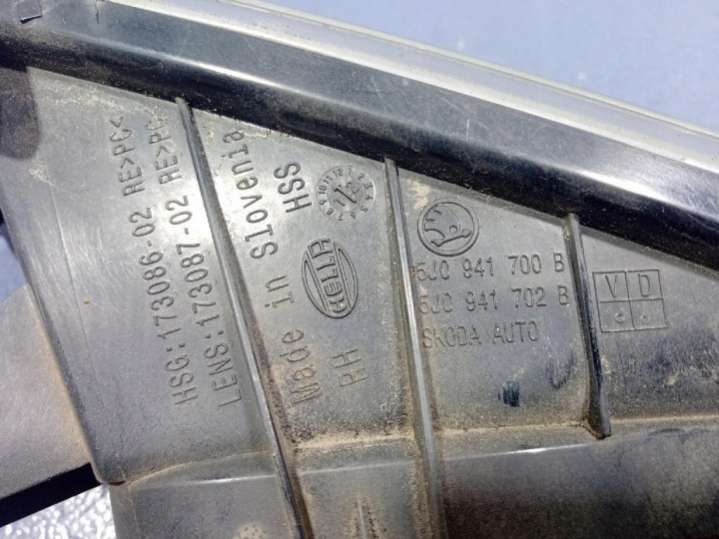 HSG:173086-02 RE>PC<
LENS:173087-02 RE>PC<
Made in Slovenia
HSS
HELLA
RH
5J0 941 700 B
5J0 941 702 B
SKODA AUTO
V D